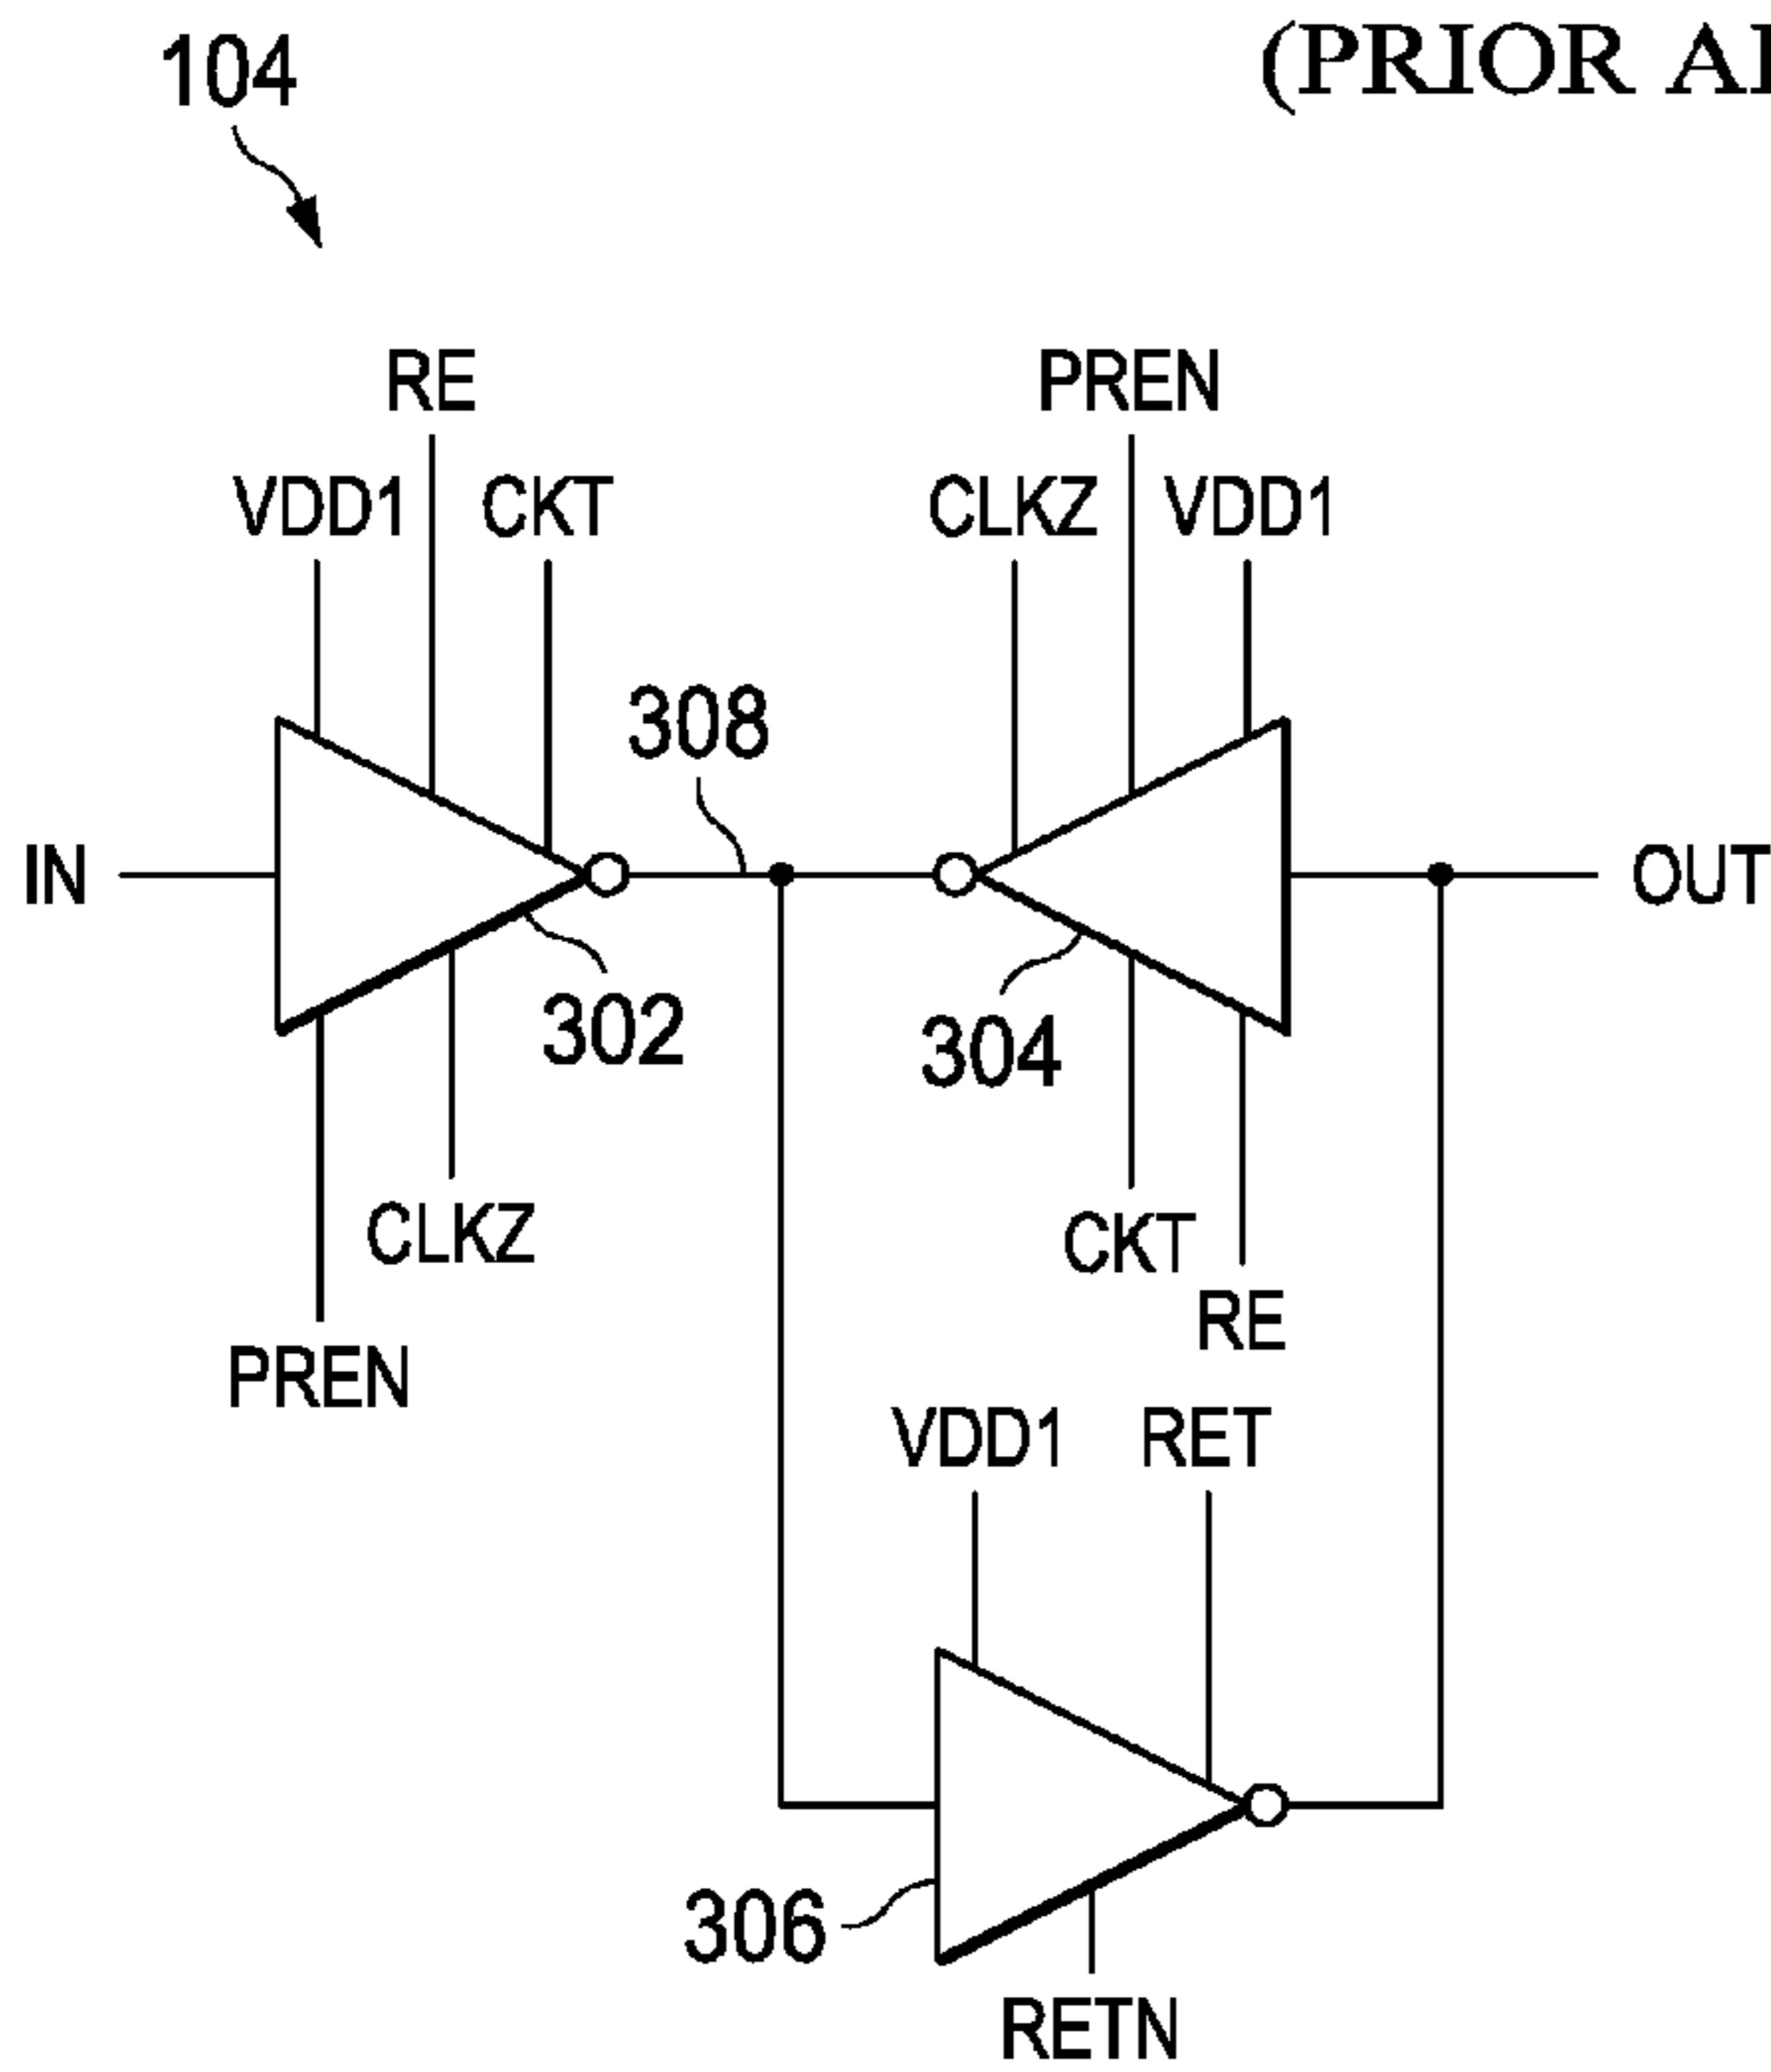 104
(PRIOR
RE
PREN
VDD1
CKT
CLKZ
VDD1
308
IN
OUT
302
304
CLKZ
CKT
RE
PREN
VDD1
RET
306
RETN